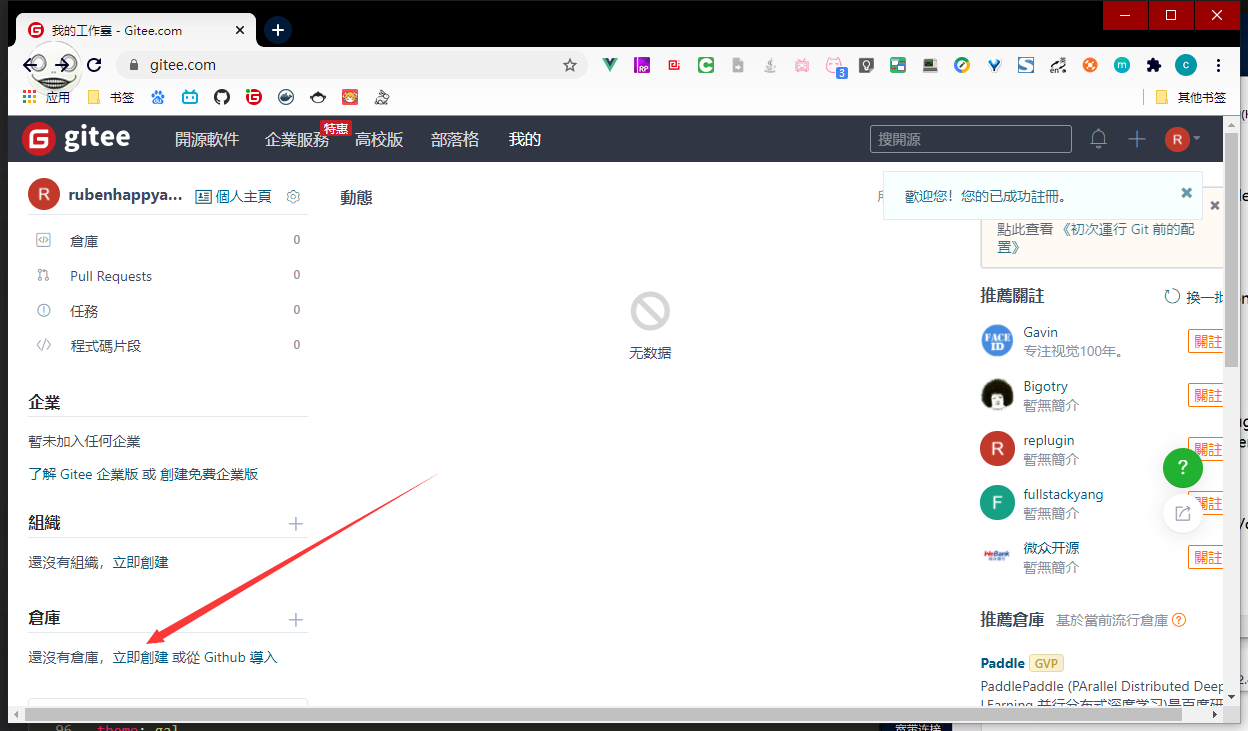 我的工作臺 - Gitee.com
gitee.com
应用 书签 其他书签
gitee 開源軟件 企業服務 特惠 高校版 部落格 我的 搜開源 R
R rubenhappya... 個人主頁 動態
歡迎您！您的已成功註冊。
點此查看 《初次運行 Git 前的配置》
倉庫 0
Pull Requests 0
任務 0
程式碼片段 0
无数据
企業
暫未加入任何企業
了解 Gitee 企業版 或 創建免費企業版
組織
還沒有組織，立即創建
倉庫
還沒有倉庫，立即創建 或從 Github 導入
推薦關註 换一批
FACE ID Gavin 關註
专注视觉100年。
Bigotry 關註
暫無簡介
R replugin 關註
暫無簡介
F fullstackyang 關註
暫無簡介
WeBank 微众开源 關註
暫無簡介
推薦倉庫 基於當前流行倉庫
Paddle GVP
PaddlePaddle (PArallel Distributed Deep
LEarning 并行分布式深度学习)是百度研
96 theme: gal
宽带连接